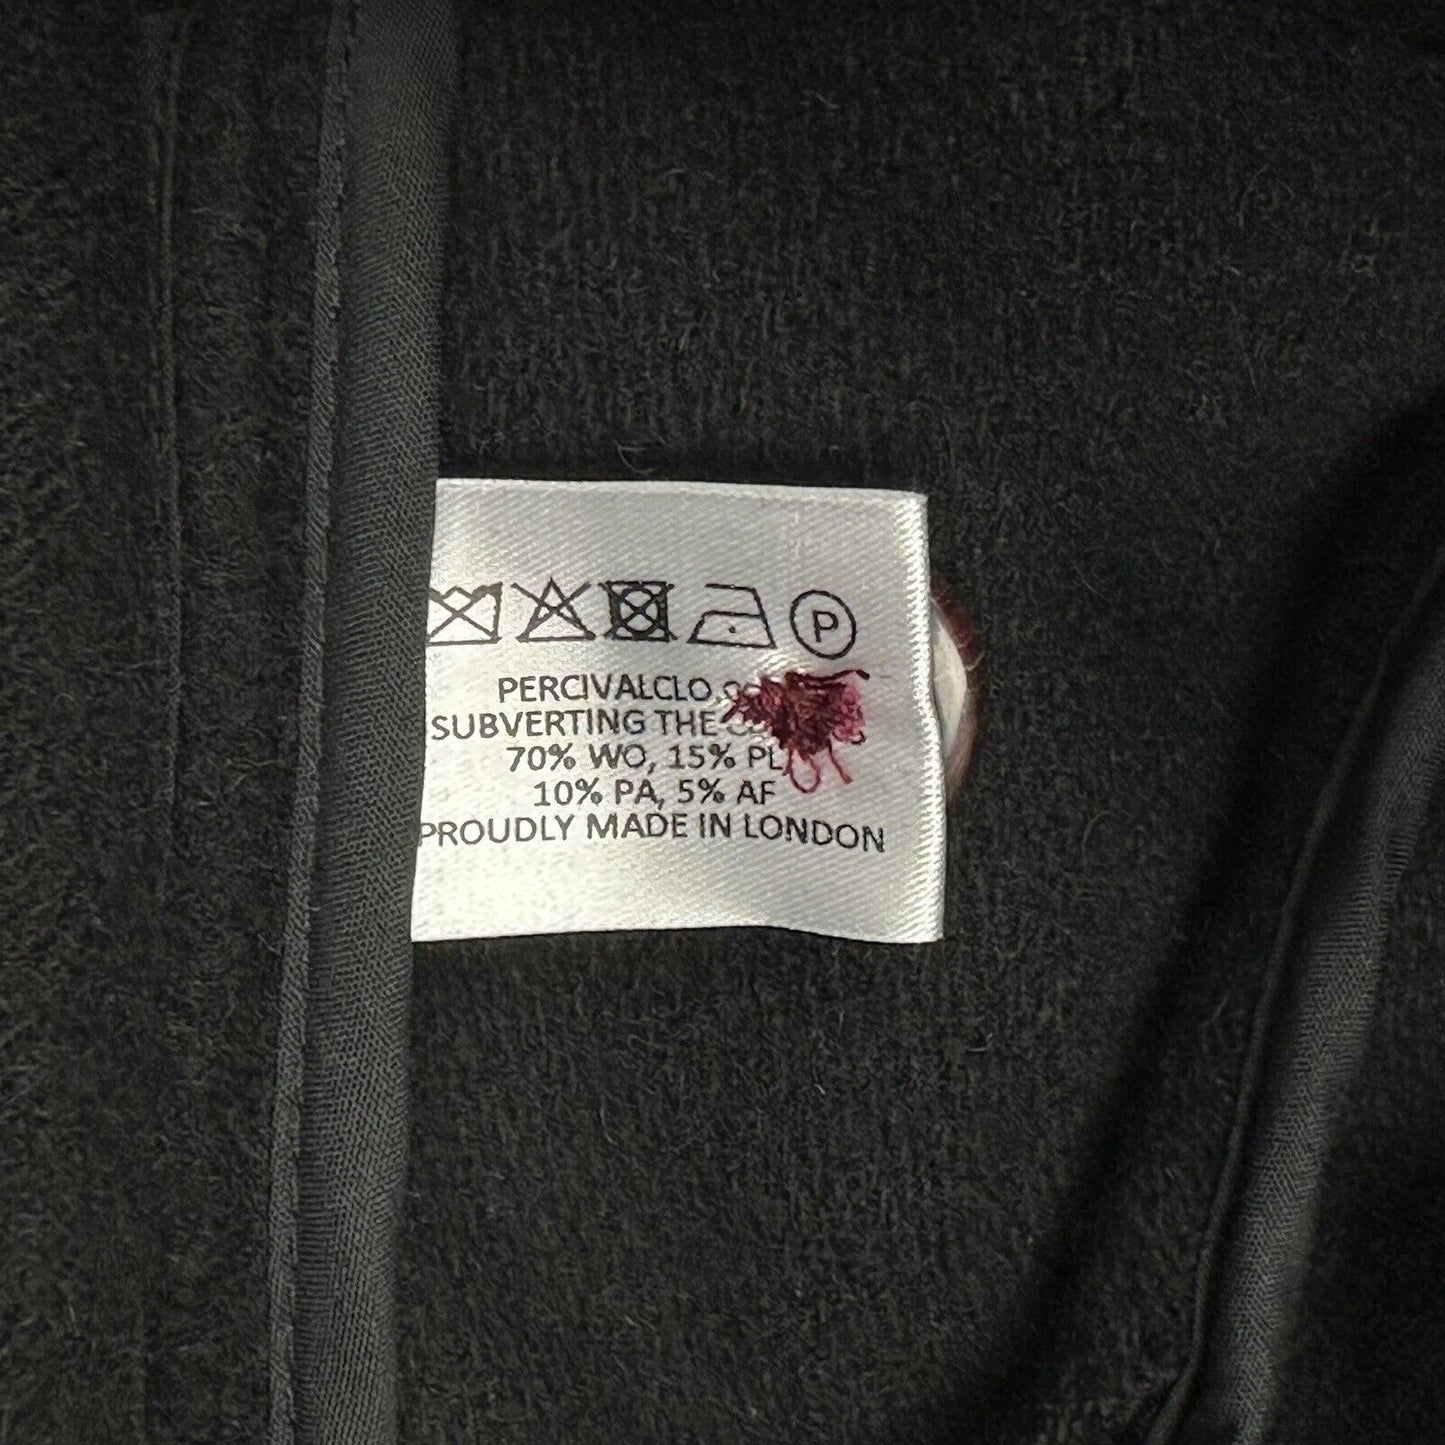 P
PERCIVALCLO
SUBVERTING THE
70% WO, 15% PL,
10% PA, 5% AF
PROUDLY MADE IN LONDON